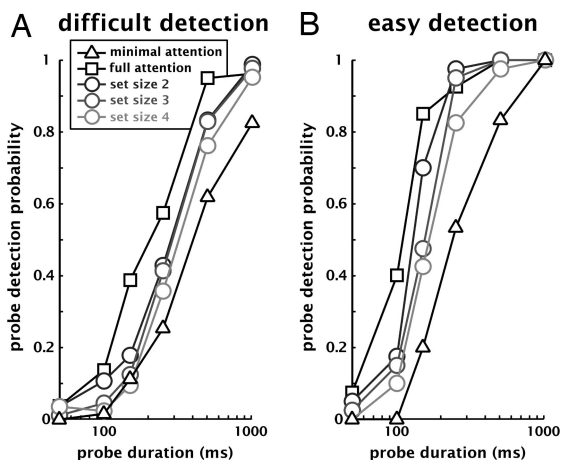 A difficult detection
minimal attention
full attention
set size 2
set size 3
set size 4
probe detection probability
1
0.8
0.6
0.4
0.2
0
100 1000
probe duration (ms)
B easy detection
probe detection probability
1
0.8
0.6
0.4
0.2
0
100 1000
probe duration (ms)